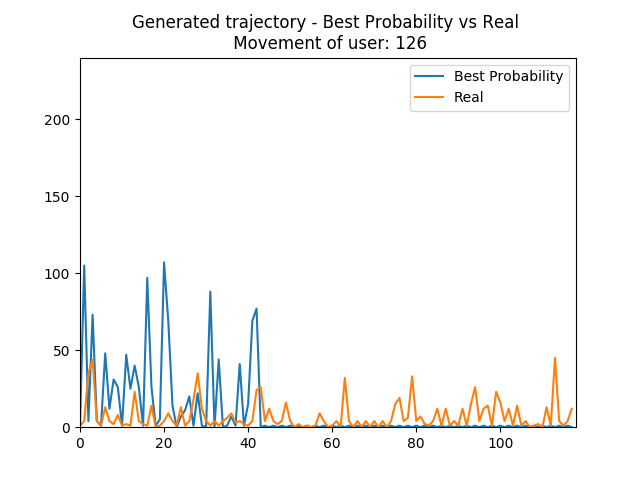 Generated trajectory - Best Probability vs Real
Movement of user: 126
Best Probability
Real
200
150
100
50
0
0 20 40 60 80 100